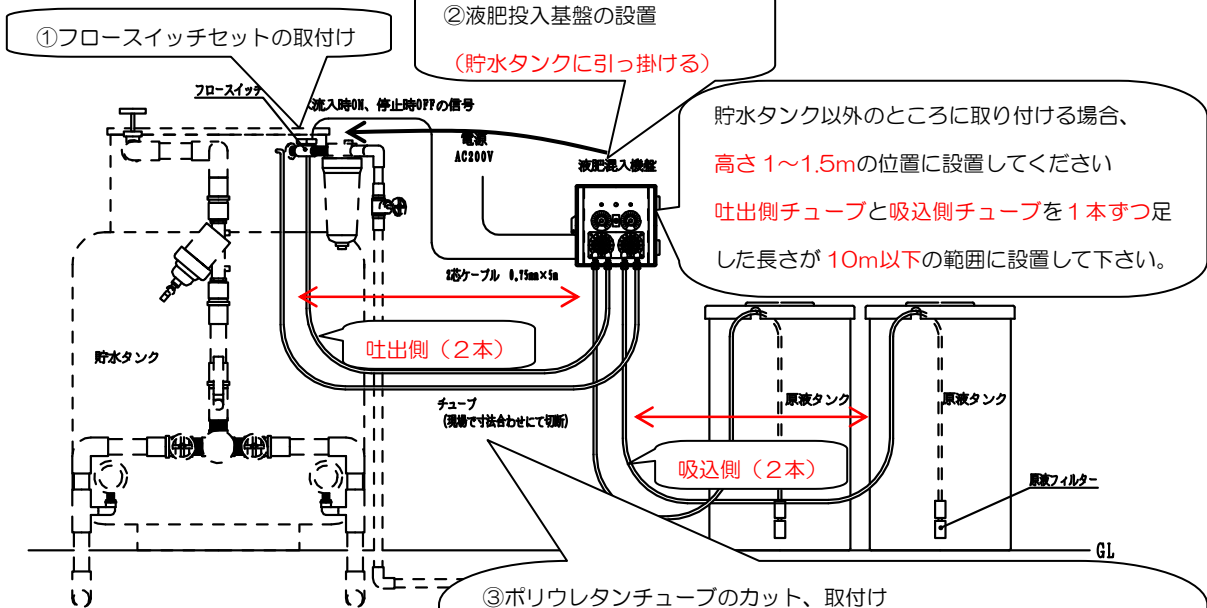 ①フロースイッチセットの取付け
②液肥投入基盤の設置
（貯水タンクに引っ掛ける）
フロースイッチ
流入時ON、停止時OFFの信号
電源
AC200V
液肥混入機盤
貯水タンク以外のところに取り付ける場合、
高さ1～1.5mの位置に設置してください
吐出側チューブと吸込側チューブを１本ずつ足
した長さが10m以下の範囲に設置して下さい。
2芯ケーブル 0.75mm×5m
吐出側（２本）
貯水タンク
チューブ
(現場で寸法合わせにて切断)
原液タンク
原液タンク
吸込側（２本）
原液フィルター
GL
③ポリウレタンチューブのカット、取付け